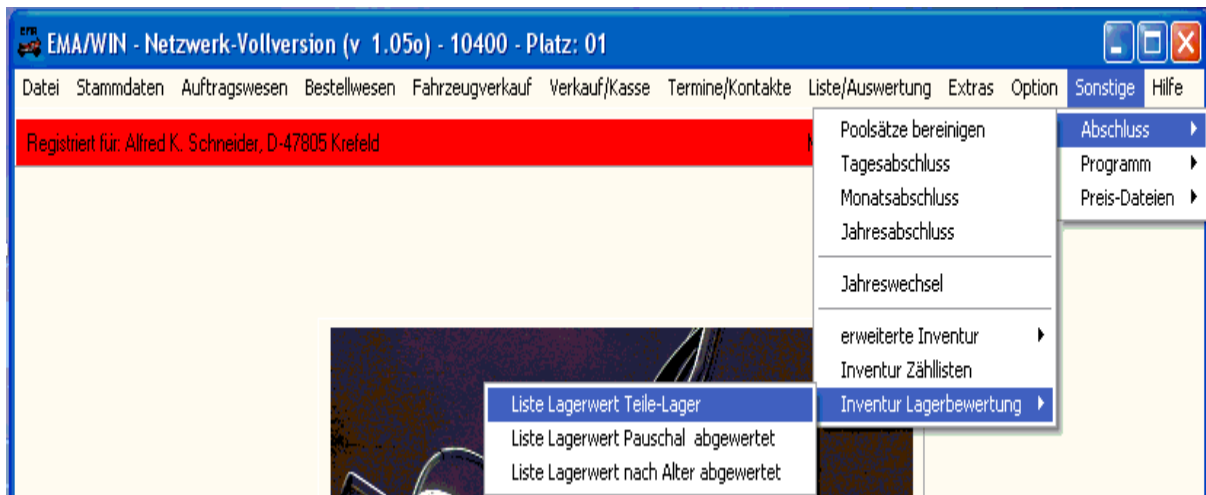 EMA/WIN - Netzwerk-Vollversion (v 1.05o) - 10400 - Platz: 01
Datei Stammdaten Auftragswesen Bestellwesen Fahrzeugverkauf Verkauf/Kasse Termine/Kontakte Liste/Auswertung Extras Option Sonstige Hilfe
Registriert für: Alfred K. Schneider, D-47805 Krefeld
Abschluss
Programm
Preis-Dateien
Poolsätze bereinigen
Tagesabschluss
Monatsabschluss
Jahresabschluss
Jahreswechsel
erweiterte Inventur
Inventur Zähllisten
Inventur Lagerbewertung
Liste Lagerwert Teile-Lager
Liste Lagerwert Pauschal abgewertet
Liste Lagerwert nach Alter abgewertet